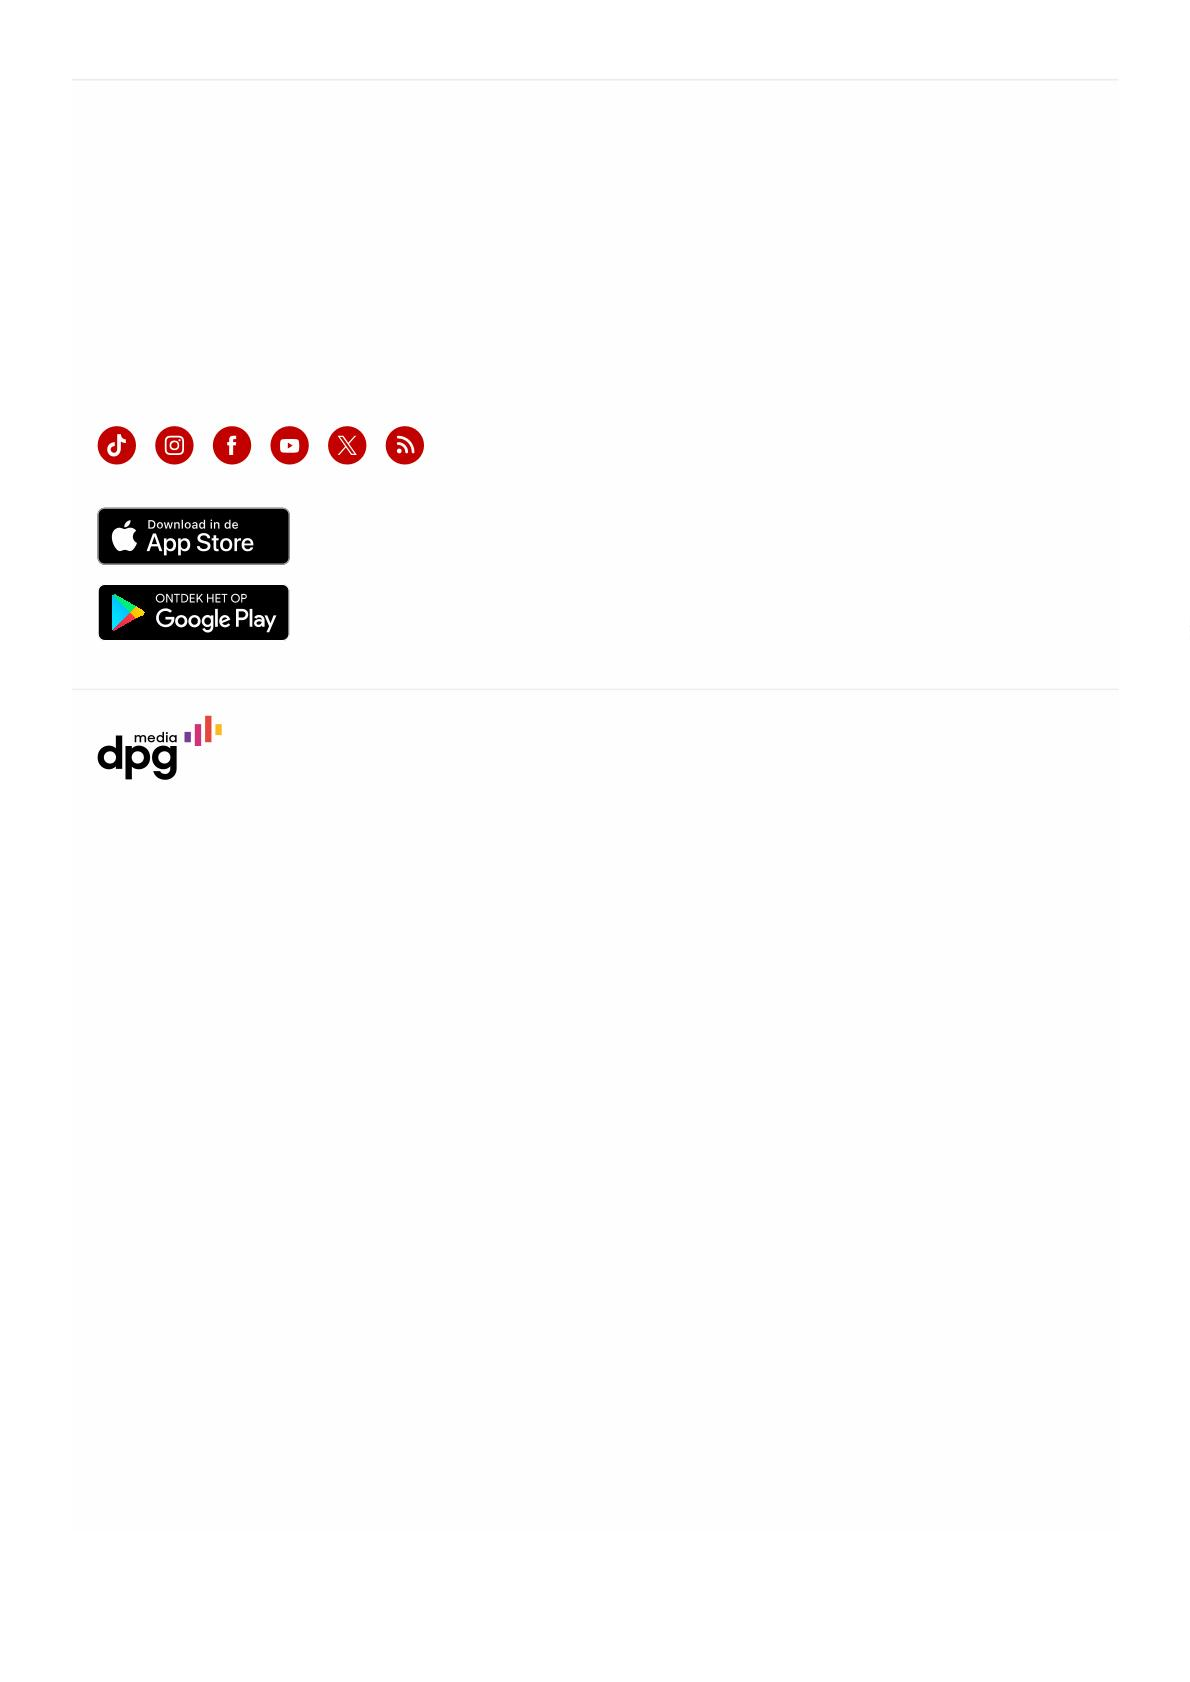 Download in de
App Store
ONTDEK HET OP
Google Play
media
dpg